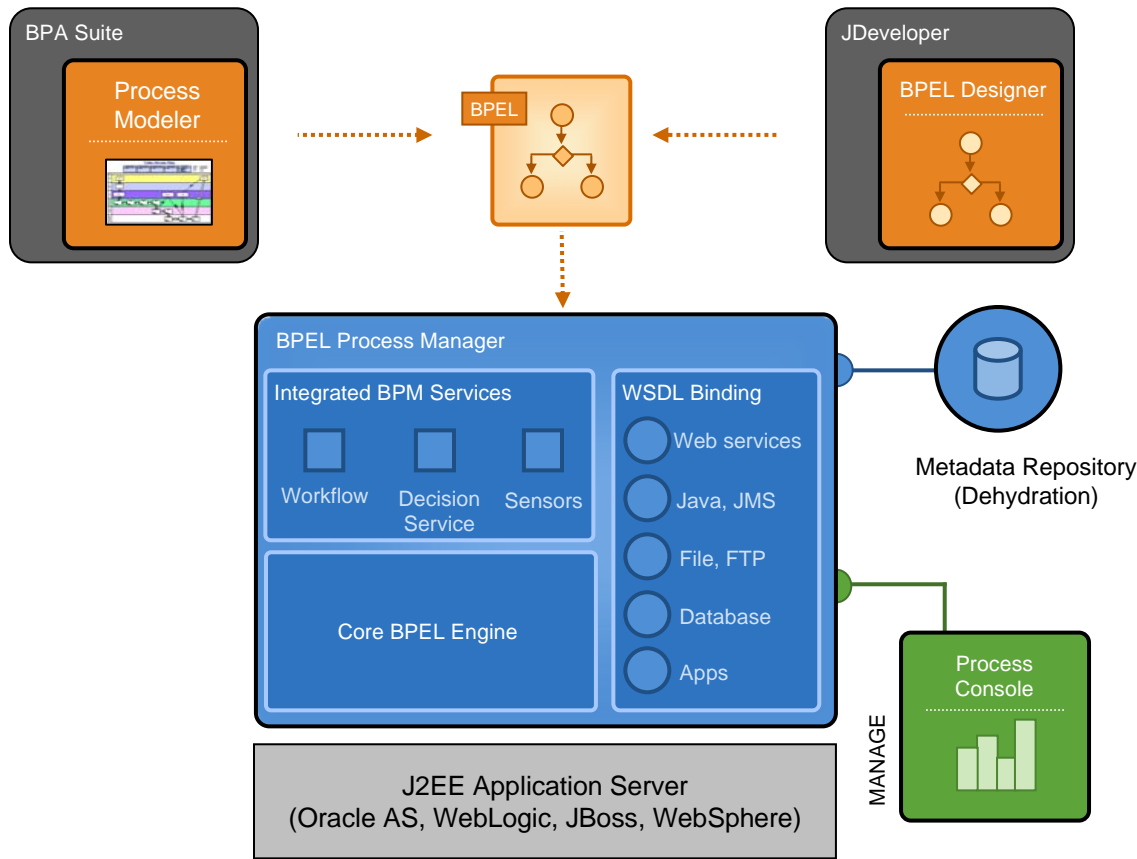 BPA Suite
Process
Modeler
BPEL
JDeveloper
BPEL Designer
BPEL Process Manager
Integrated BPM Services
Workflow
Decision
Service
Sensors
Core BPEL Engine
WSDL Binding
Web services
Java, JMS
File, FTP
Database
Apps
Metadata Repository
(Dehydration)
MANAGE
Process
Console
J2EE Application Server
(Oracle AS, WebLogic, JBoss, WebSphere)